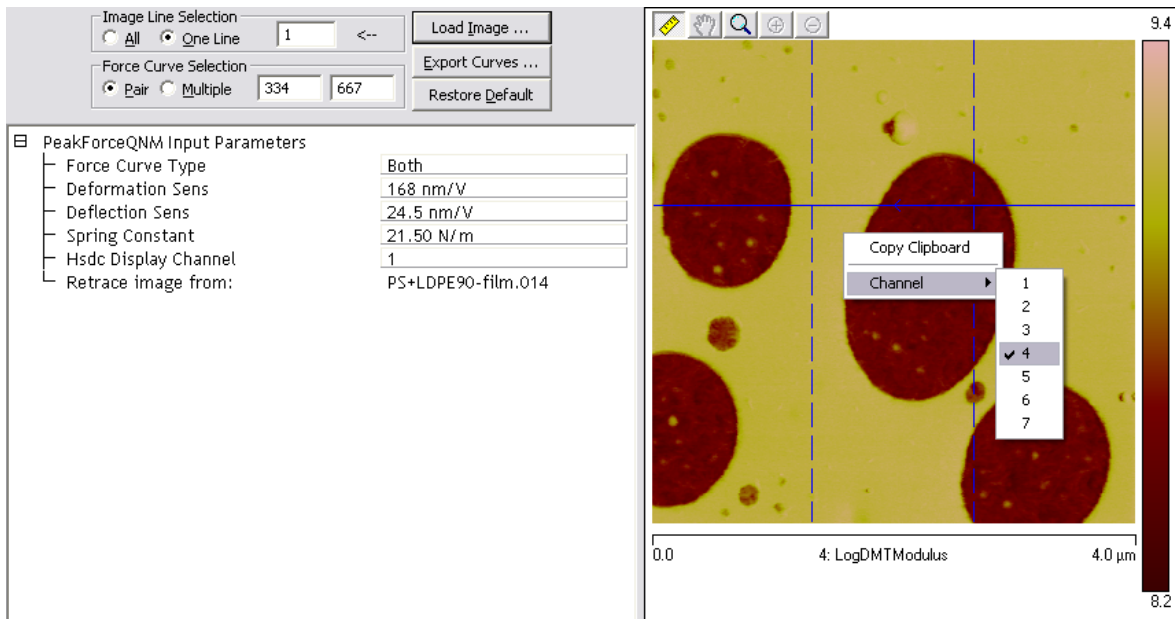 Image Line Selection
All One Line 1 <--
Load Image ...
Force Curve Selection
Pair Multiple 334 667
Export Curves ...
Restore Default
PeakForceQNM Input Parameters
Force Curve Type Both
Deformation Sens 168 nm/V
Deflection Sens 24.5 nm/V
Spring Constant 21.50 N/m
Hsdc Display Channel 1
Retrace image from: PS+LDPE90-film.014
9.4
Copy Clipboard
Channel
1
2
3
4
5
6
7
0.0 4: LogDMTModulus 4.0 µm
8.2